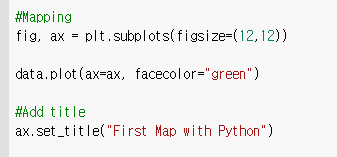 #Mapping
fig, ax = plt.subplots(figsize=(12,12))
data.plot(ax=ax, facecolor="green")
#Add title
ax.set_title("First Map with Python")